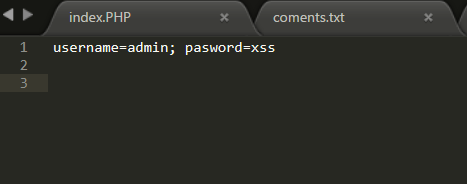 index.PHP × coments.txt ×
1 username=admin; pasword=xss
2
3